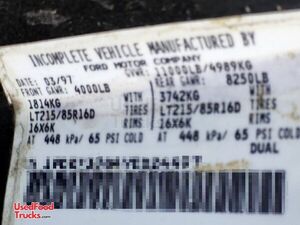 INCOMPLETE VEHICLE MANUFACTURED BY
FORD MOTOR COMPANY
DATE: 03/97 GVWR: 11000LB/4989KG
FRONT GAWR: 4000LB REAR GAWR: 8250LB
1814KG WITH 3742KG WITH
LT215/85R16D TIRES LT215/85R16D TIRES
16X6K RIMS 16X6K RIMS
AT 448 kPa/ 65 PSI COLD AT 448 kPa/ 65 PSI COLD
DUAL
UsedFood
Trucks.com